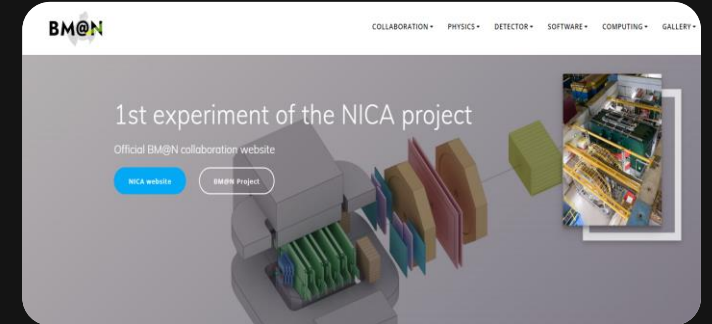 BM@N
COLLABORATION PHYSICS DETECTOR SOFTWARE COMPUTING GALLERY
1st experiment of the NICA project
Official BM@N collaboration website
NICA website BM@N Project